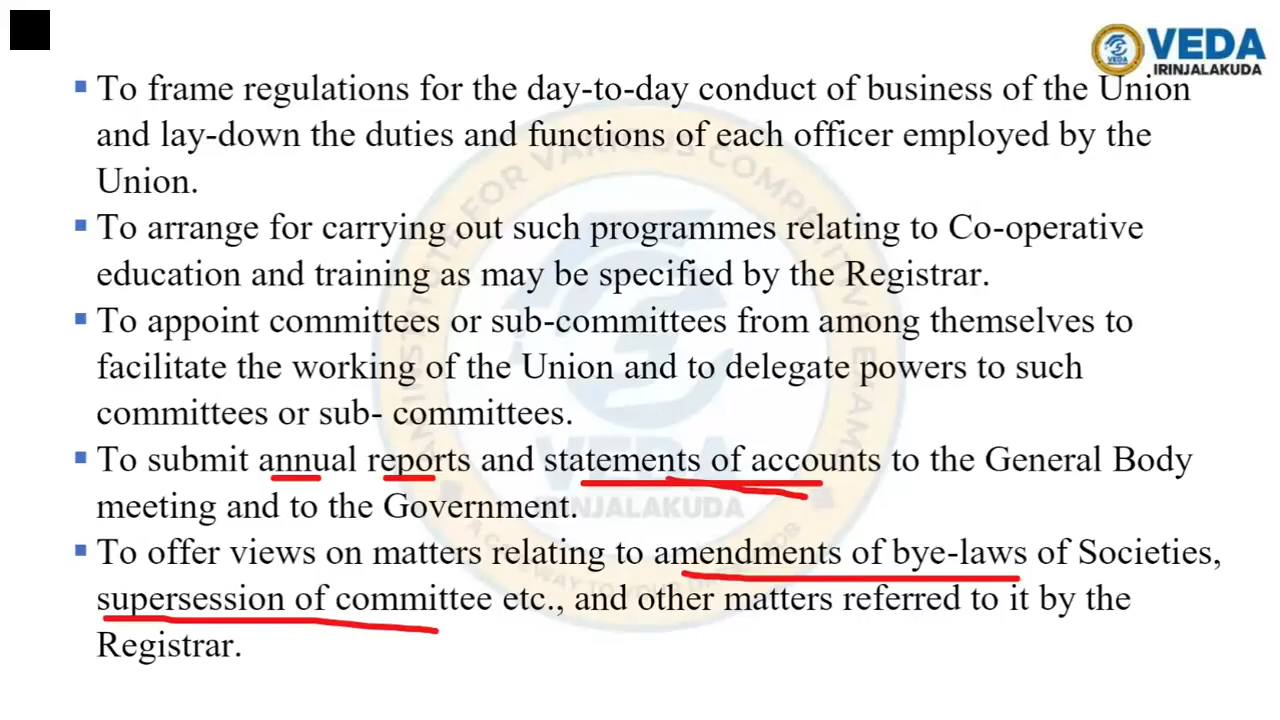 VEDA
IRINJALAKUDA
To frame regulations for the day-to-day conduct of business of the Union
and lay-down the duties and functions of each officer employed by the
Union.
To arrange for carrying out such programmes relating to Co-operative
education and training as may be specified by the Registrar.
To appoint committees or sub-committees from among themselves to
facilitate the working of the Union and to delegate powers to such
committees or sub- committees.
To submit annual reports and statements of accounts to the General Body
meeting and to the Government.
To offer views on matters relating to amendments of bye-laws of Societies,
supersession of committee etc., and other matters referred to it by the
Registrar.
VEDA
IRINJALAKUDA